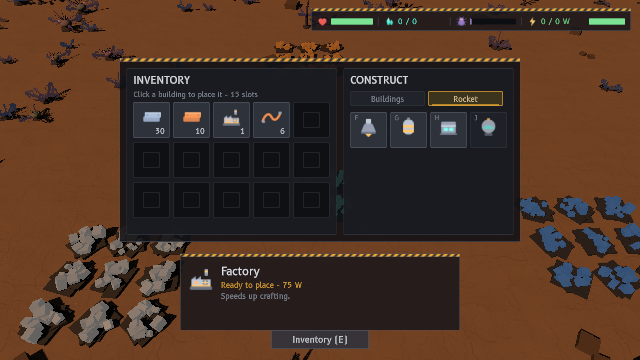 0 / 0
0 / 0 W
INVENTORY
Click a building to place it - 15 slots
30
10
1
6
CONSTRUCT
Buildings
Rocket
F
G
H
J
Factory
Ready to place - 75 W
Speeds up crafting.
Inventory [E]